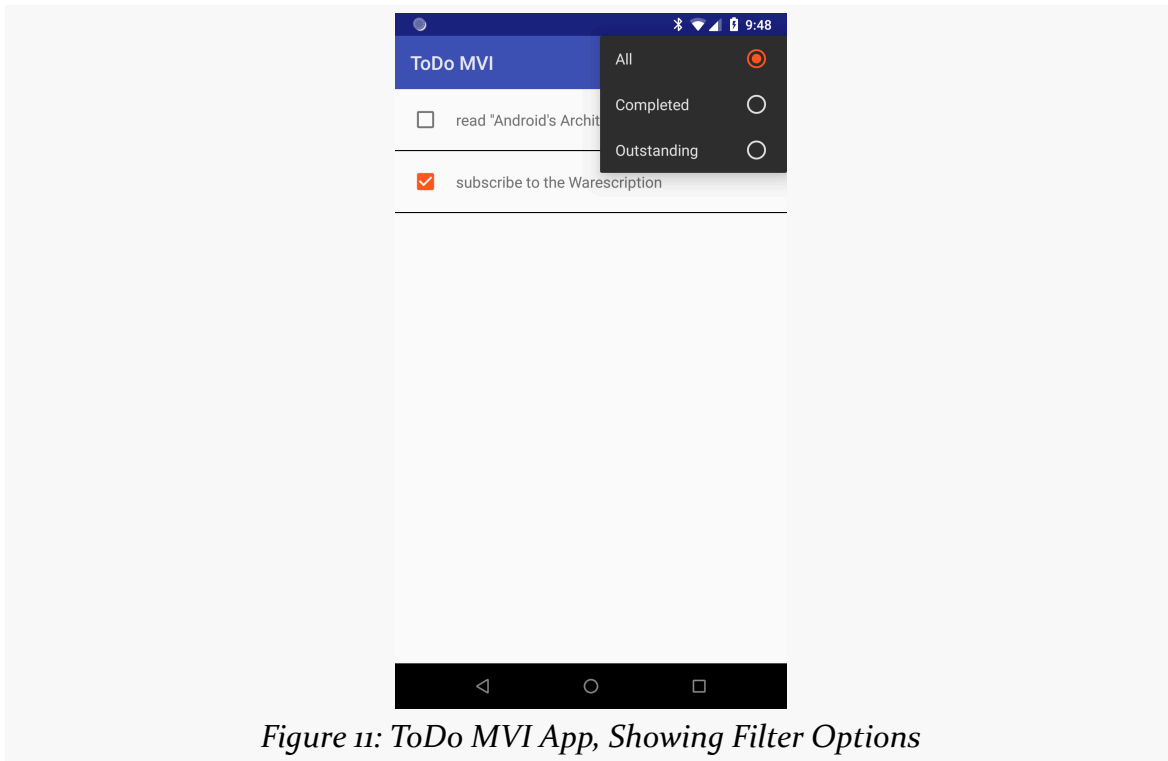 9:48
ToDo MVI
All
Completed
Outstanding
read "Android's Archit
subscribe to the Warescription
Figure 11: ToDo MVI App, Showing Filter Options